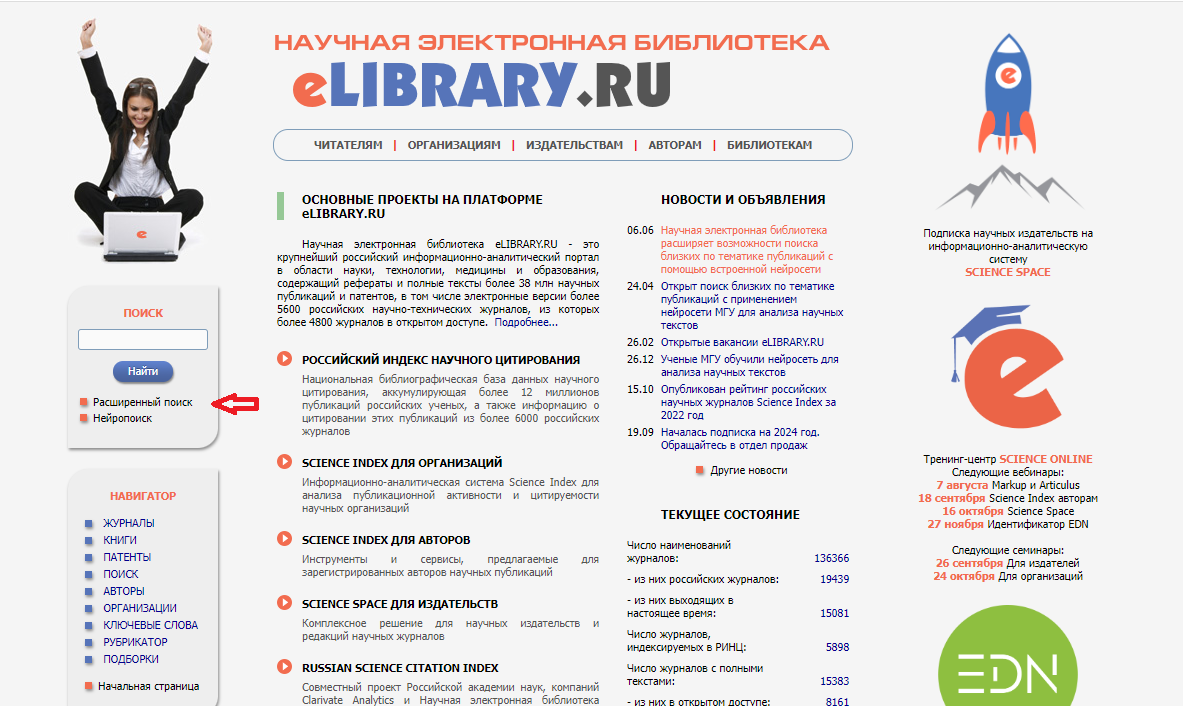 НАУЧНАЯ ЭЛЕКТРОННАЯ БИБЛИОТЕКА
eLIBRARY.RU
ЧИТАТЕЛЯМ | ОРГАНИЗАЦИЯМ | ИЗДАТЕЛЬСТВАМ | АВТОРАМ | БИБЛИОТЕКАМ
ПОИСК
Найти
Расширенный поиск
Нейропоиск
НАВИГАТОР
ЖУРНАЛЫ
КНИГИ
ПАТЕНТЫ
ПОИСК
АВТОРЫ
ОРГАНИЗАЦИИ
КЛЮЧЕВЫЕ СЛОВА
РУБРИКАТОР
ПОДБОРКИ
Начальная страница
ОСНОВНЫЕ ПРОЕКТЫ НА ПЛАТФОРМЕ
eLIBRARY.RU
Научная электронная библиотека eLIBRARY.RU - это
крупнейший российский информационно-аналитический портал
в области науки, технологии, медицины и образования,
содержащий рефераты и полные тексты более 38 млн научных
публикаций и патентов, в том числе электронные версии более
5600 российских научно-технических журналов, из которых
более 4800 журналов в открытом доступе. Подробнее...
РОССИЙСКИЙ ИНДЕКС НАУЧНОГО ЦИТИРОВАНИЯ
Национальная библиографическая база данных научного
цитирования, аккумулирующая более 12 миллионов
публикаций российских ученых, а также информацию о
цитировании этих публикаций из более 6000 российских
журналов
SCIENCE INDEX ДЛЯ ОРГАНИЗАЦИЙ
Информационно-аналитическая система Science Index для
анализа публикационной активности и цитируемости
научных организаций
SCIENCE INDEX ДЛЯ АВТОРОВ
Инструменты и сервисы, предлагаемые для
зарегистрированных авторов научных публикаций
SCIENCE SPACE ДЛЯ ИЗДАТЕЛЬСТВ
Комплексное решение для научных издательств и
редакций научных журналов
RUSSIAN SCIENCE CITATION INDEX
Совместный проект Российской академии наук, компаний
Clarivate Analytics и Научная электронная библиотека
НОВОСТИ И ОБЪЯВЛЕНИЯ
06.06 Научная электронная библиотека
расширяет возможности поиска
близких по тематике публикаций с
помощью встроенной нейросети
24.04 Открыт поиск близких по тематике
публикаций с применением
нейросети МГУ для анализа научных
текстов
26.02 Открытые вакансии eLIBRARY.RU
26.12 Ученые МГУ обучили нейросеть для
анализа научных текстов
15.10 Опубликован рейтинг российских
научных журналов Science Index за
2022 год
19.09 Началась подписка на 2024 год.
Обращайтесь в отдел продаж
Другие новости
ТЕКУЩЕЕ СОСТОЯНИЕ
Число наименований
журналов: 136366
- из них российских журналов: 19439
- из них выходящих в
настоящее время: 15081
Число журналов,
индексируемых в РИНЦ: 5898
Число журналов с полными
текстами: 15383
- из них в открытом доступе: 8161
e
Подписка научных издательств на
информационно-аналитическую
систему
SCIENCE SPACE
e
Тренинг-центр SCIENCE ONLINE
Следующие вебинары:
7 августа Markup и Articulus
18 сентября Science Index авторам
16 октября Science Space
27 ноября Идентификатор EDN
Следующие семинары:
26 сентября Для издателей
24 октября Для организаций
EDN